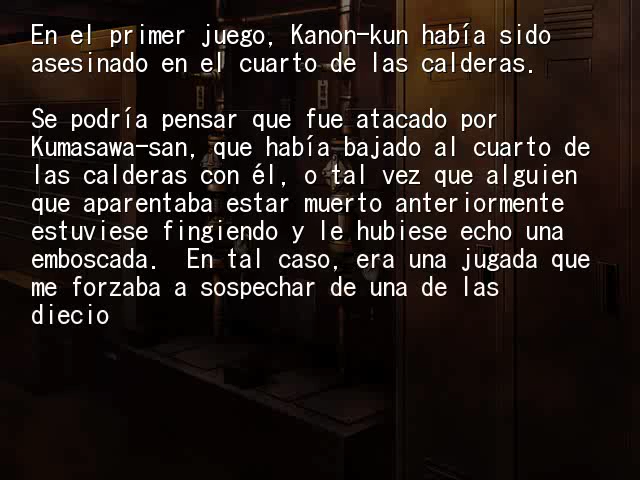 En el primer juego, Kanon-kun había sido
asesinado en el cuarto de las calderas.
Se podría pensar que fue atacado por
Kumasawa-san, que había bajado al cuarto de
las calderas con él, o tal vez que alguien
que aparentaba estar muerto anteriormente
estuviese fingiendo y le hubiese echo una
emboscada.  En tal caso, era una jugada que
me forzaba a sospechar de una de las
diecio